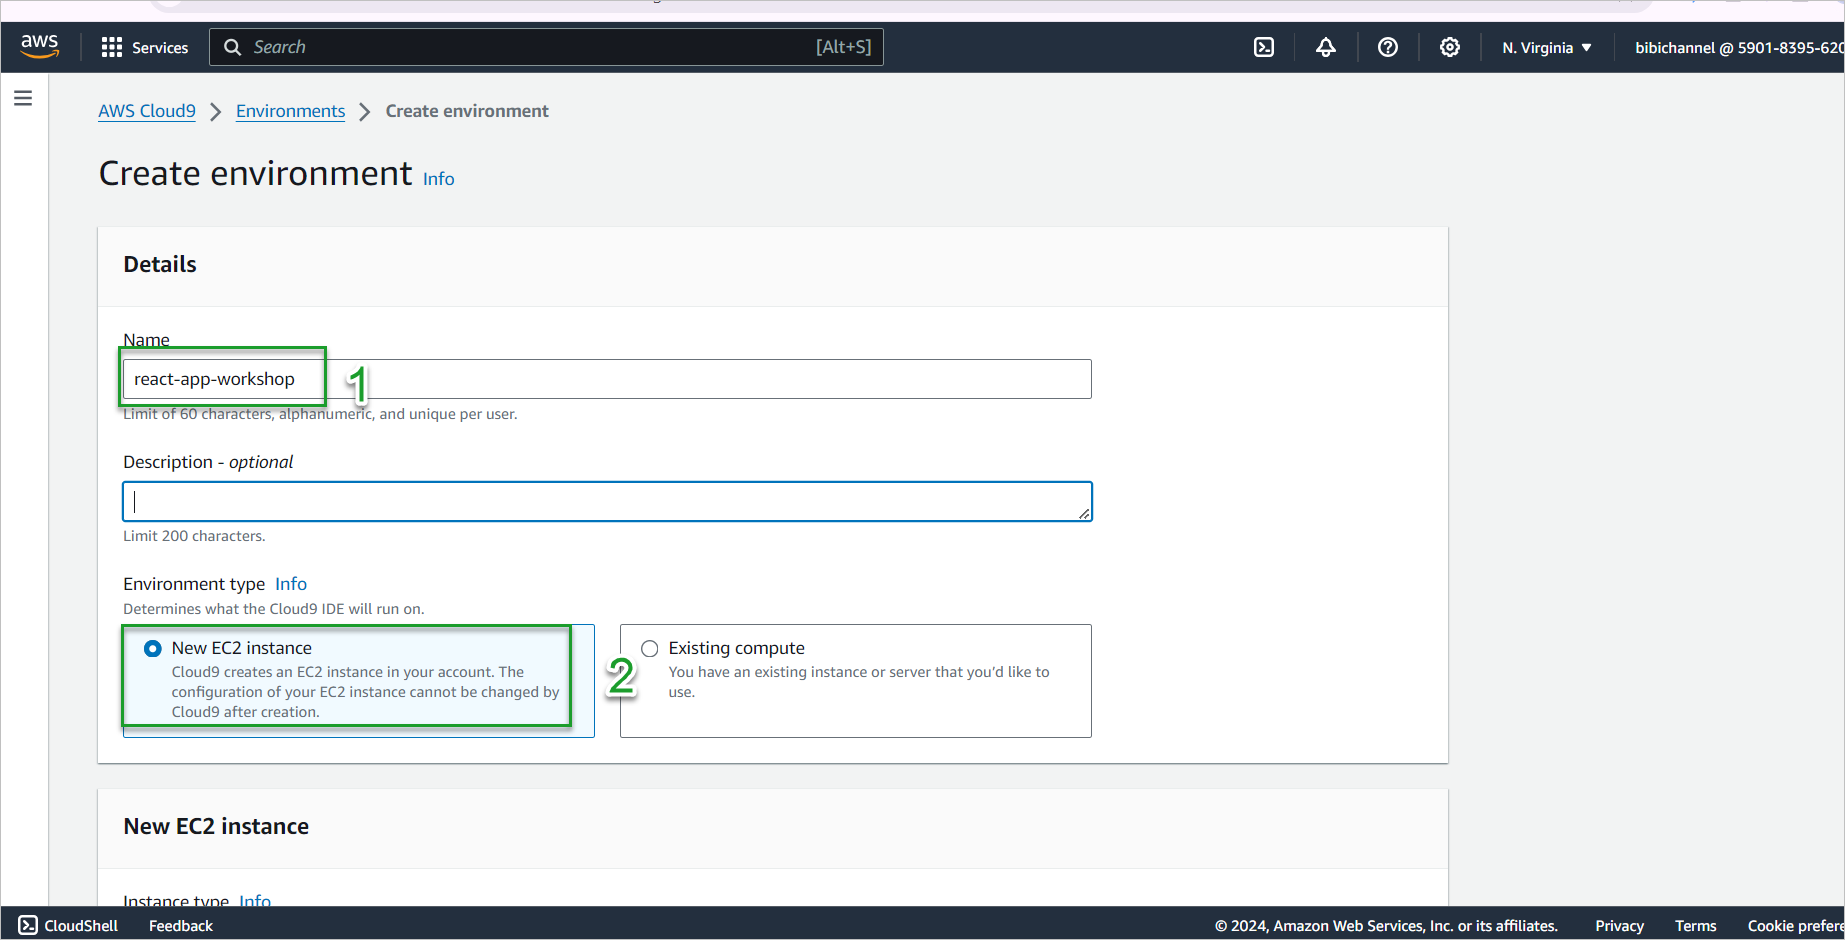 aws
Services
Search
[Alt+S]
N. Virginia
bibichannel @ 5901-8395-620
AWS Cloud9
Environments
Create environment
Create environment Info
Details
Name
react-app-workshop
1
Limit of 60 characters, alphanumeric, and unique per user.
Description - optional
Limit 200 characters.
Environment type Info
Determines what the Cloud9 IDE will run on.
New EC2 instance
Cloud9 creates an EC2 instance in your account. The
configuration of your EC2 instance cannot be changed by
Cloud9 after creation.
2
Existing compute
You have an existing instance or server that you'd like to
use.
New EC2 instance
Instance type Info
CloudShell
Feedback
© 2024, Amazon Web Services, Inc. or its affiliates.
Privacy
Terms
Cookie prefere